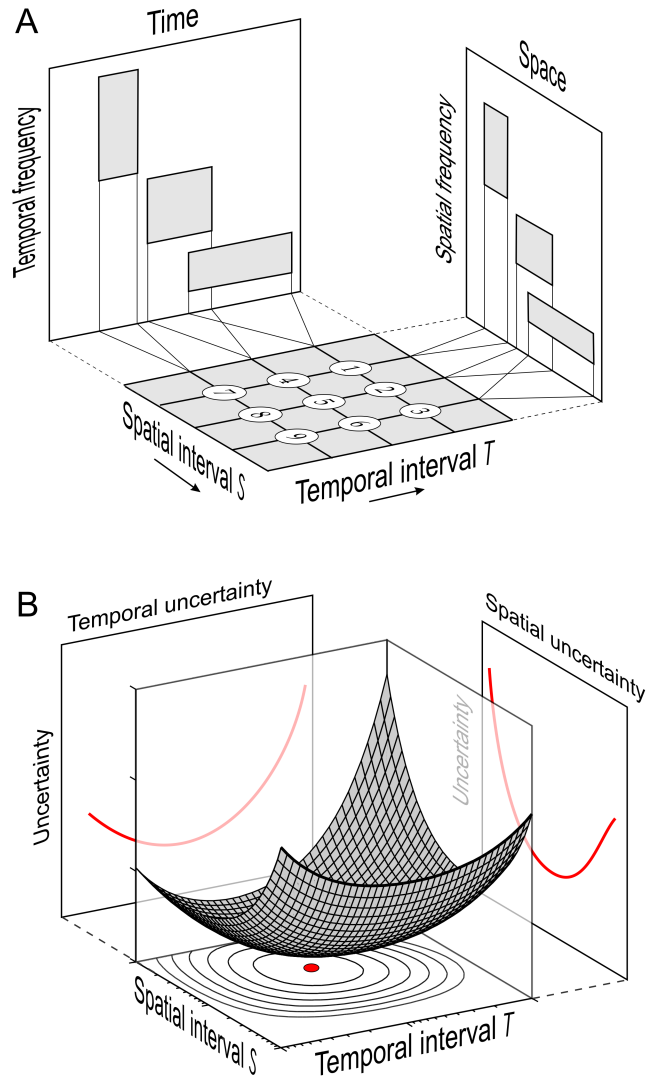 A
Time
Space
Temporal frequency
Spatial frequency
1
4
7
2
5
8
3
6
9
Spatial interval S
Temporal interval T
B
Temporal uncertainty
Spatial uncertainty
Uncertainty
Uncertainty
Spatial interval S
Temporal interval T